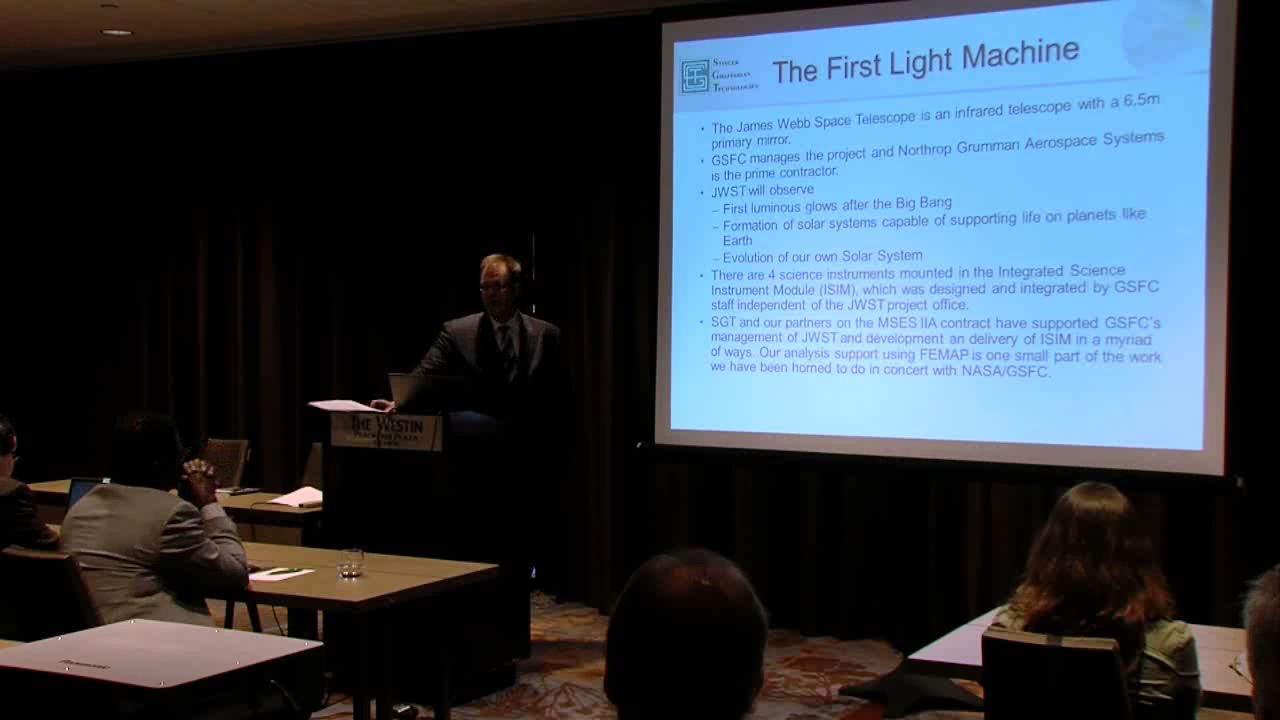 STINGER
GHAFFARIAN
TECHNOLOGIES
The First Light Machine
• The James Webb Space Telescope is an infrared telescope with a 6.5m
primary mirror.
• GSFC manages the project and Northrop Grumman Aerospace Systems
is the prime contractor.
• JWST will observe
– First luminous glows after the Big Bang
– Formation of solar systems capable of supporting life on planets like
Earth
– Evolution of our own Solar System
• There are 4 science instruments mounted in the Integrated Science
Instrument Module (ISIM), which was designed and integrated by GSFC
staff independent of the JWST project office.
• SGT and our partners on the MSES IIA contract have supported GSFC's
management of JWST and development an delivery of ISIM in a myriad
of ways. Our analysis support using FEMAP is one small part of the work
we have been horned to do in concert with NASA/GSFC.
THE WESTIN
PEACHTREE PLAZA
Panasonic